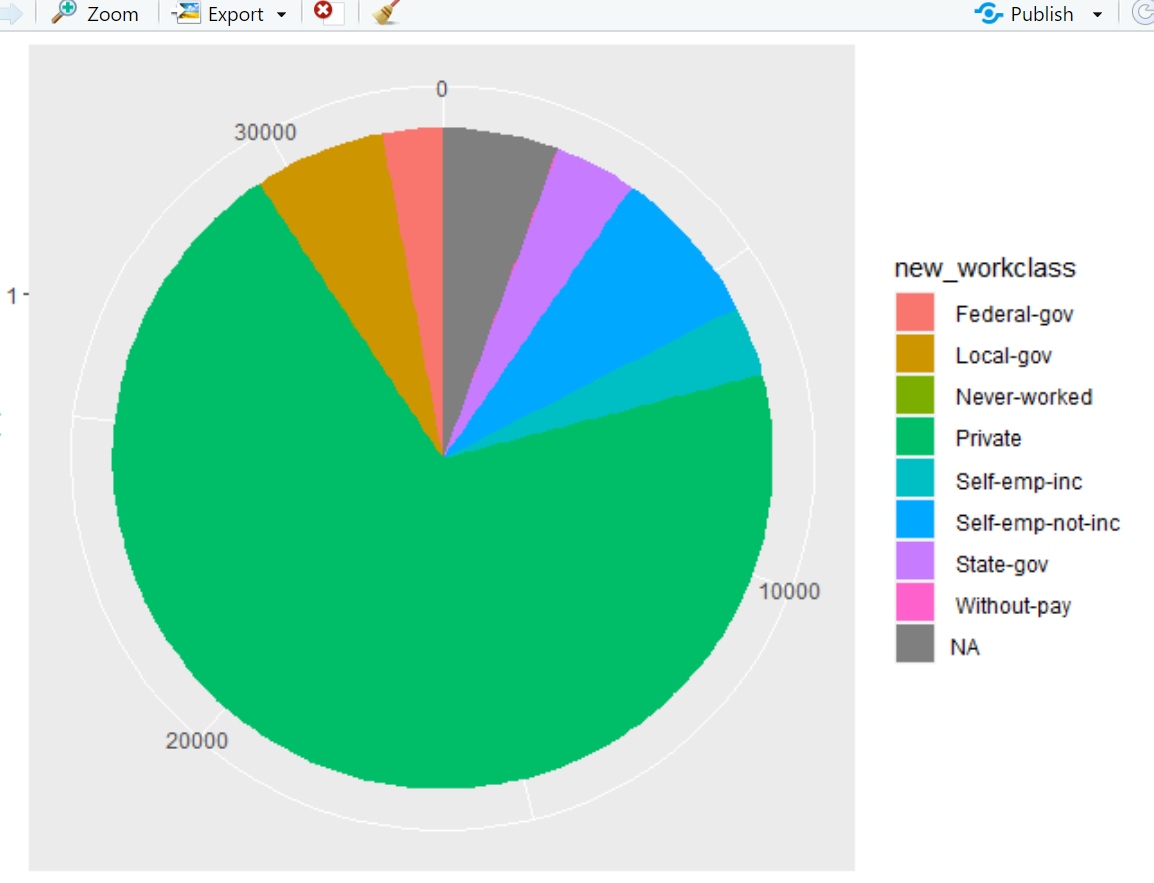 Zoom Export Publish
0
30000
1
10000
20000
new_workclass
Federal-gov
Local-gov
Never-worked
Private
Self-emp-inc
Self-emp-not-inc
State-gov
Without-pay
NA